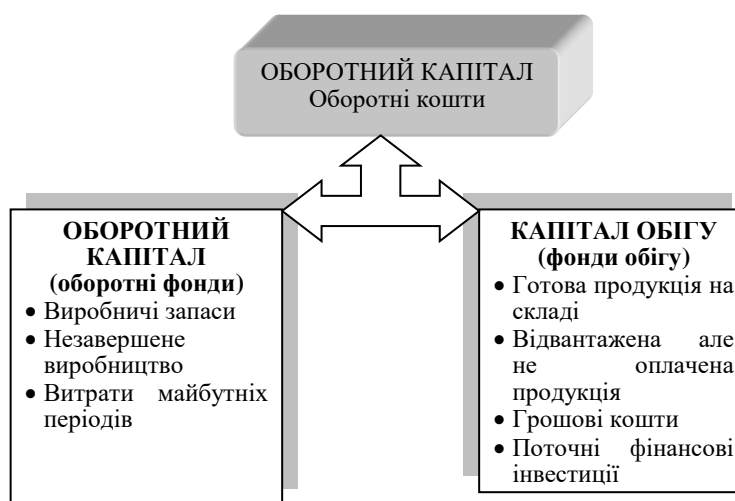 ОБОРОТНИЙ КАПІТАЛ
Оборотні кошти
ОБОРОТНИЙ
КАПІТАЛ
(оборотні фонди)
• Виробничі запаси
• Незавершене
виробництво
• Витрати майбутніх
періодів
КАПІТАЛ ОБІГУ
(фонди обігу)
• Готова продукція на
складі
• Відвантажена але
не оплачена
продукція
• Грошові кошти
• Поточні фінансові
інвестиції